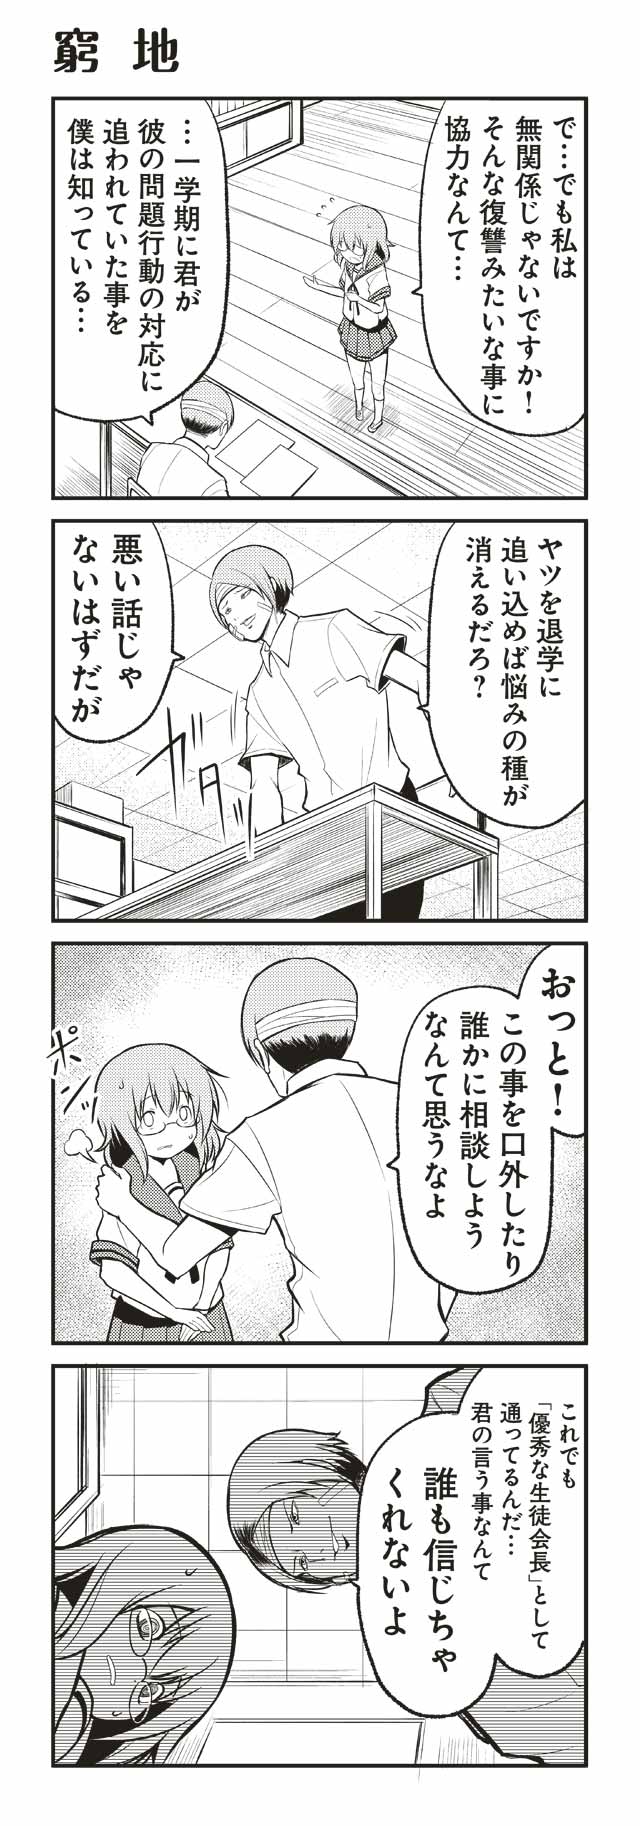 窮地
で…でも私は
無関係じゃないですか！
そんな復讐みたいな事に
協力なんて…
…一学期に君が
彼の問題行動の対応に
追われていた事を
僕は知っている…
ヤツを退学に
追い込めば悩みの種が
消えるだろ？
悪い話じゃ
ないはずだが
ガタッ
おっと！
この事を口外したり
誰かに相談しよう
なんて思うなよ
ポンッ
これでも
「優秀な生徒会長」として
通ってるんだ…
君の言う事なんて
誰も信じちゃ
くれないよ